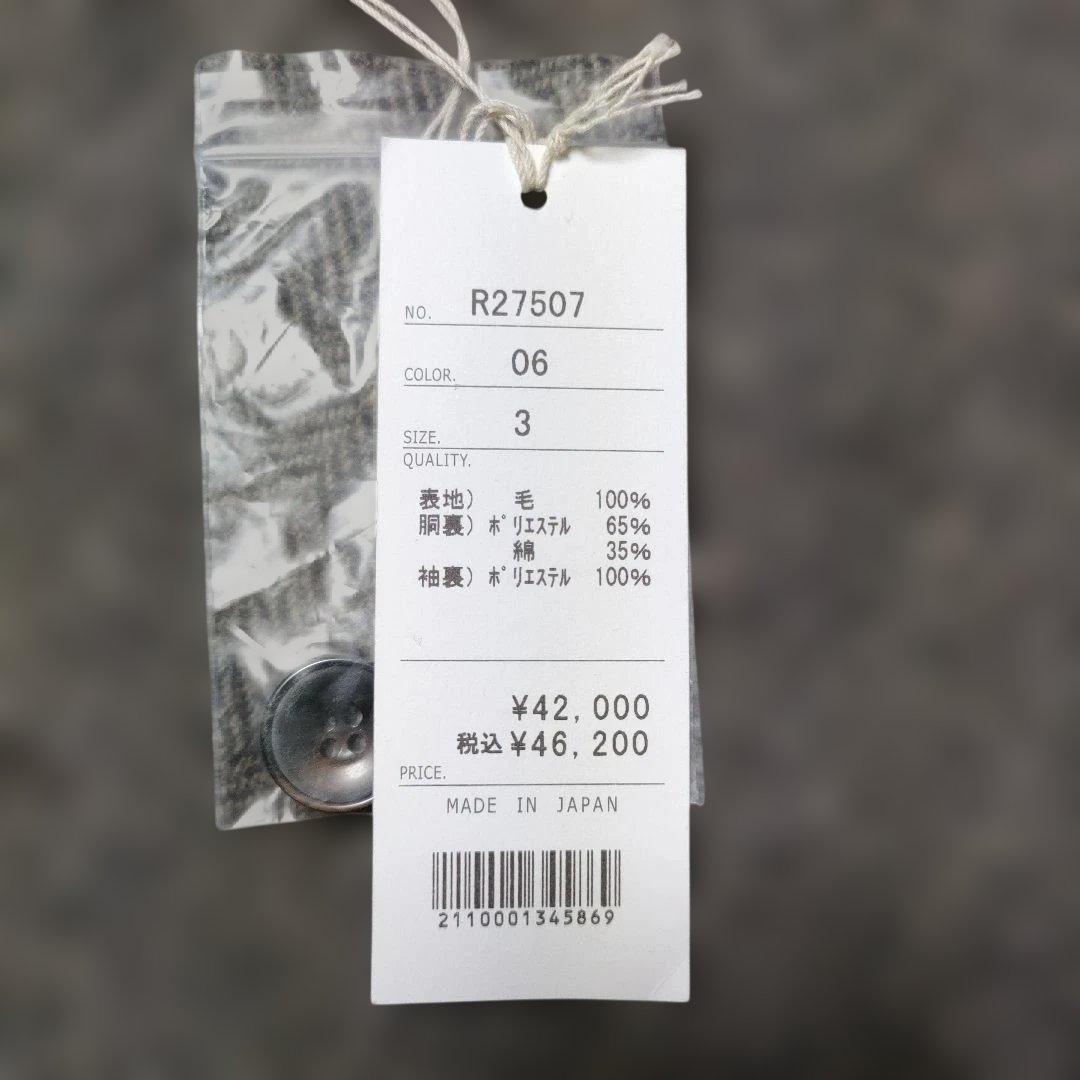 NO. R27507
COLOR. 06
SIZE. 3
QUALITY.
表地) 毛 100%
胴裏) ﾎﾟﾘｴｽﾃﾙ 65%
綿 35%
袖裏) ﾎﾟﾘｴｽﾃﾙ 100%
¥42,000
税込¥46,200
PRICE.
MADE IN JAPAN
2110001345869